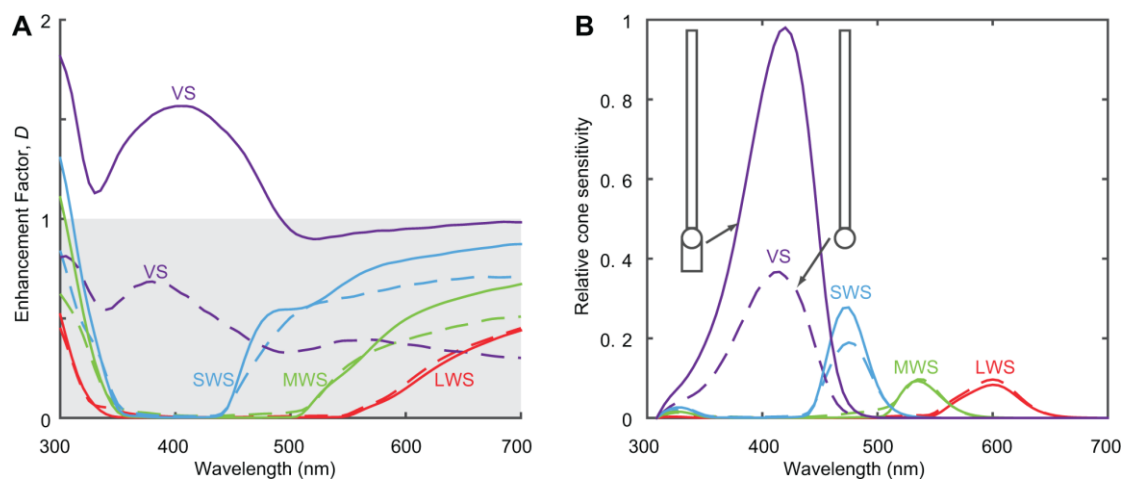 A
2
1
0
Enhancement Factor, D
VS
VS
SWS
MWS
LWS
300
400
500
600
700
Wavelength (nm)
B
1
0. 8
0. 6
0. 4
0. 2
0
Relative cone sensitivity
VS
SWS
MWS
LWS
300
400
500
600
700
Wavelength (nm)